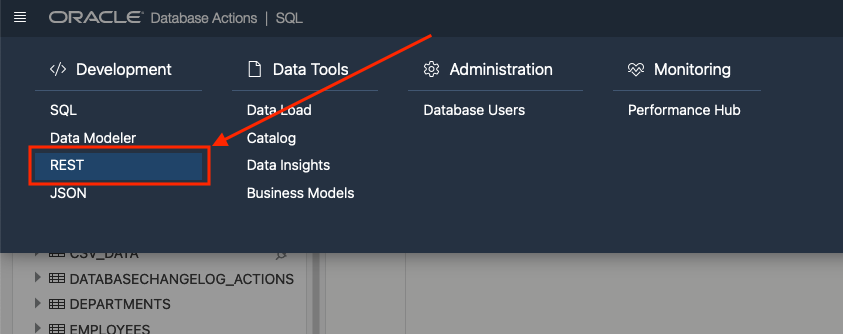 ORACLE Database Actions | SQL
Development
SQL
Data Modeler
REST
JSON
Data Tools
Data Load
Catalog
Data Insights
Business Models
Administration
Database Users
Monitoring
Performance Hub
CSV_DATA
DATABASECHANGELOG_ACTIONS
DEPARTMENTS
EMPLOYEES